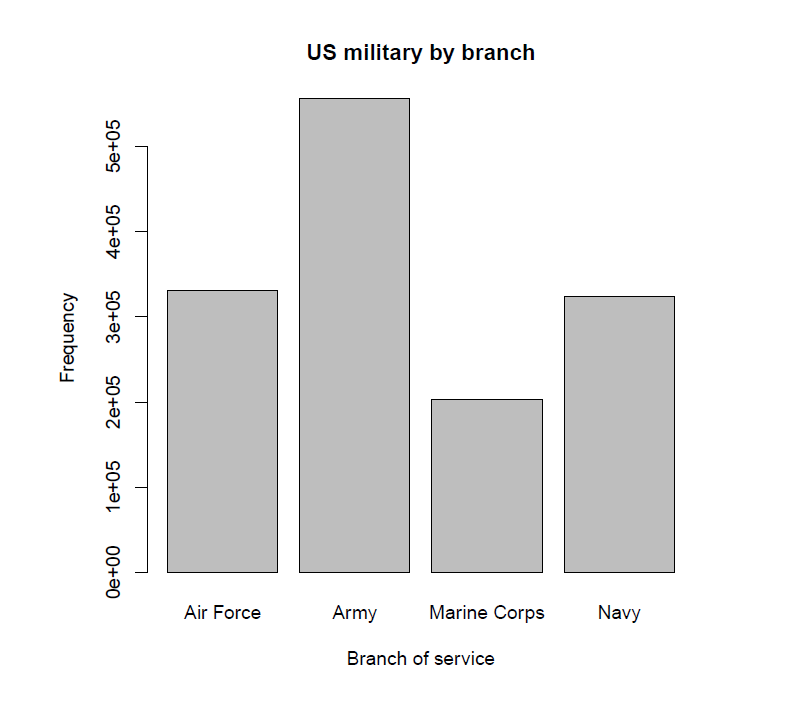 US military by branch
5e+05
4e+05
3e+05
2e+05
1e+05
0e+00
Frequency
Air Force Army Marine Corps Navy
Branch of service